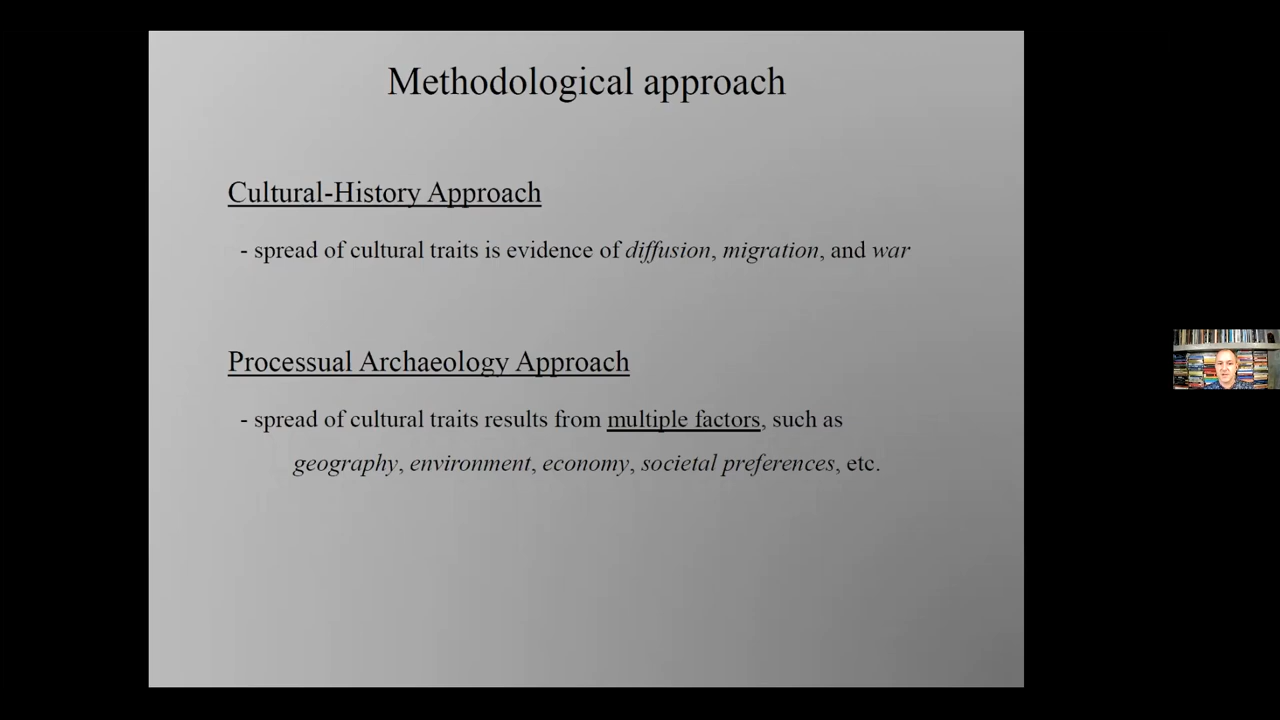 Methodological approach
Cultural-History Approach
- spread of cultural traits is evidence of diffusion, migration, and war
Processual Archaeology Approach
- spread of cultural traits results from multiple factors, such as
geography, environment, economy, societal preferences, etc.